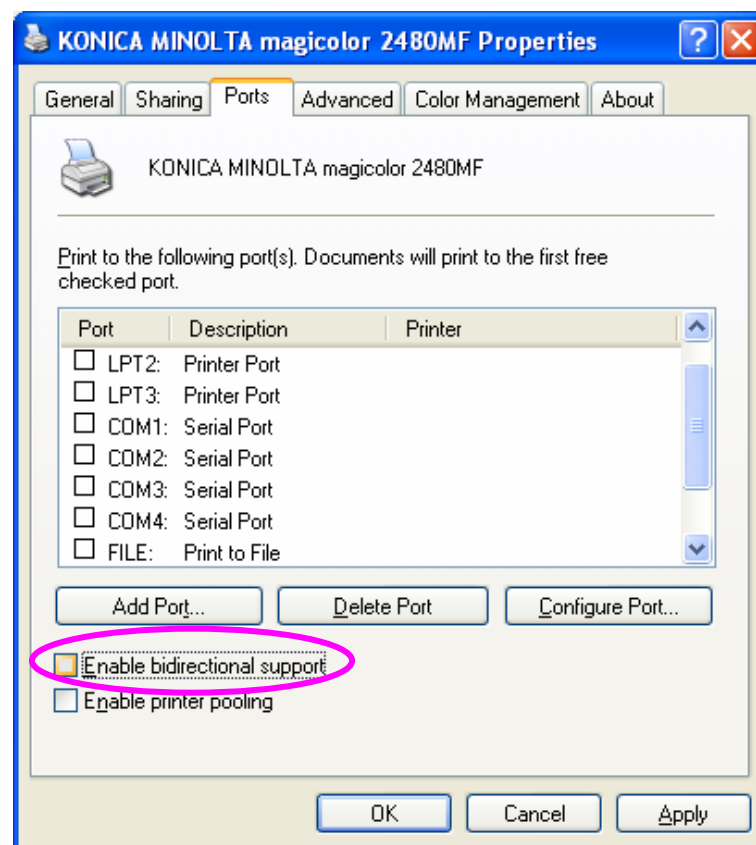 KONICA MINOLTA magicolor 2480MF Properties
General Sharing Ports Advanced Color Management About
KONICA MINOLTA magicolor 2480MF
Print to the following port(s). Documents will print to the first free
checked port.
Port Description Printer
LPT2: Printer Port
LPT3: Printer Port
COM1: Serial Port
COM2: Serial Port
COM3: Serial Port
COM4: Serial Port
FILE: Print to File
Add Port... Delete Port Configure Port...
Enable bidirectional support
Enable printer pooling
OK Cancel Apply